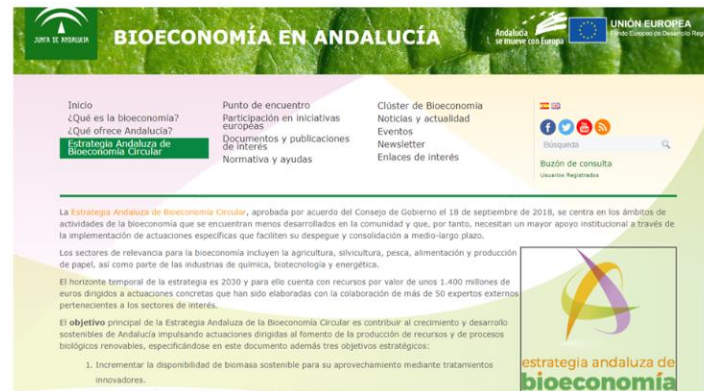 JUNTA DE ANDALUCIA
BIOECONOMÍA EN ANDALUCÍA
Andalucía
se mueve con Europa
UNIÓN EUROPEA
Fondo Europeo de Desarrollo Reg
Inicio
¿Qué es la bioeconomía?
¿Qué ofrece Andalucía?
Estrategia Andaluza de
Bioeconomía Circular
Punto de encuentro
Participación en iniciativas
europeas
Documentos y publicaciones
de interés
Normativa y ayudas
Clúster de Bioeconomía
Noticias y actualidad
Eventos
Newsletter
Enlaces de interés
Búsqueda
Buzón de consulta
Usuarios Registrados
La Estrategia Andaluza de Bioeconomía Circular, aprobada por acuerdo del Consejo de Gobierno el 18 de septiembre de 2018, se centra en los ámbitos de
actividades de la bioeconomía que se encuentran menos desarrollados en la comunidad y que, por tanto, necesitan un mayor apoyo institucional a través de
la implementación de actuaciones específicas que faciliten su despegue y consolidación a medio-largo plazo.
Los sectores de relevancia para la bioeconomía incluyen la agricultura, silvicultura, pesca, alimentación y producción
de papel, así como parte de las industrias de química, biotecnología y energética.
El horizonte temporal de la estrategia es 2030 y para ello cuenta con recursos por valor de unos 1.400 millones de
euros dirigidos a actuaciones concretas que han sido elaboradas con la colaboración de más de 50 expertos externos
pertenecientes a los sectores de interés.
El objetivo principal de la Estrategia Andaluza de la Bioeconomía Circular es contribuir al crecimiento y desarrollo
sostenibles de Andalucía impulsando actuaciones dirigidas al fomento de la producción de recursos y de procesos
biológicos renovables, especificándose en este documento además tres objetivos estratégicos:
1. Incrementar la disponibilidad de biomasa sostenible para su aprovechamiento mediante tratamientos
innovadores.
estrategia andaluza de
bioeconomía